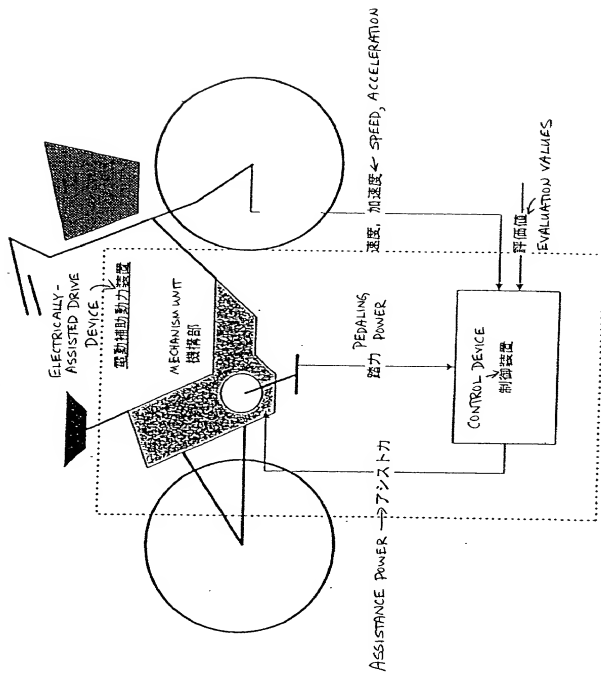 ELECTRICALLY-
ASSISTED DRIVE
DEVICE
電動補助動力装置
MECHANISM UNIT
機構部
PEDALING
踏力 POWER
速度, 加速度 ← SPEED, ACCELERATION
ASSISTANCE POWER → アシスト力
CONTROL DEVICE
制御装置
評価値
EVALUATION VALUES